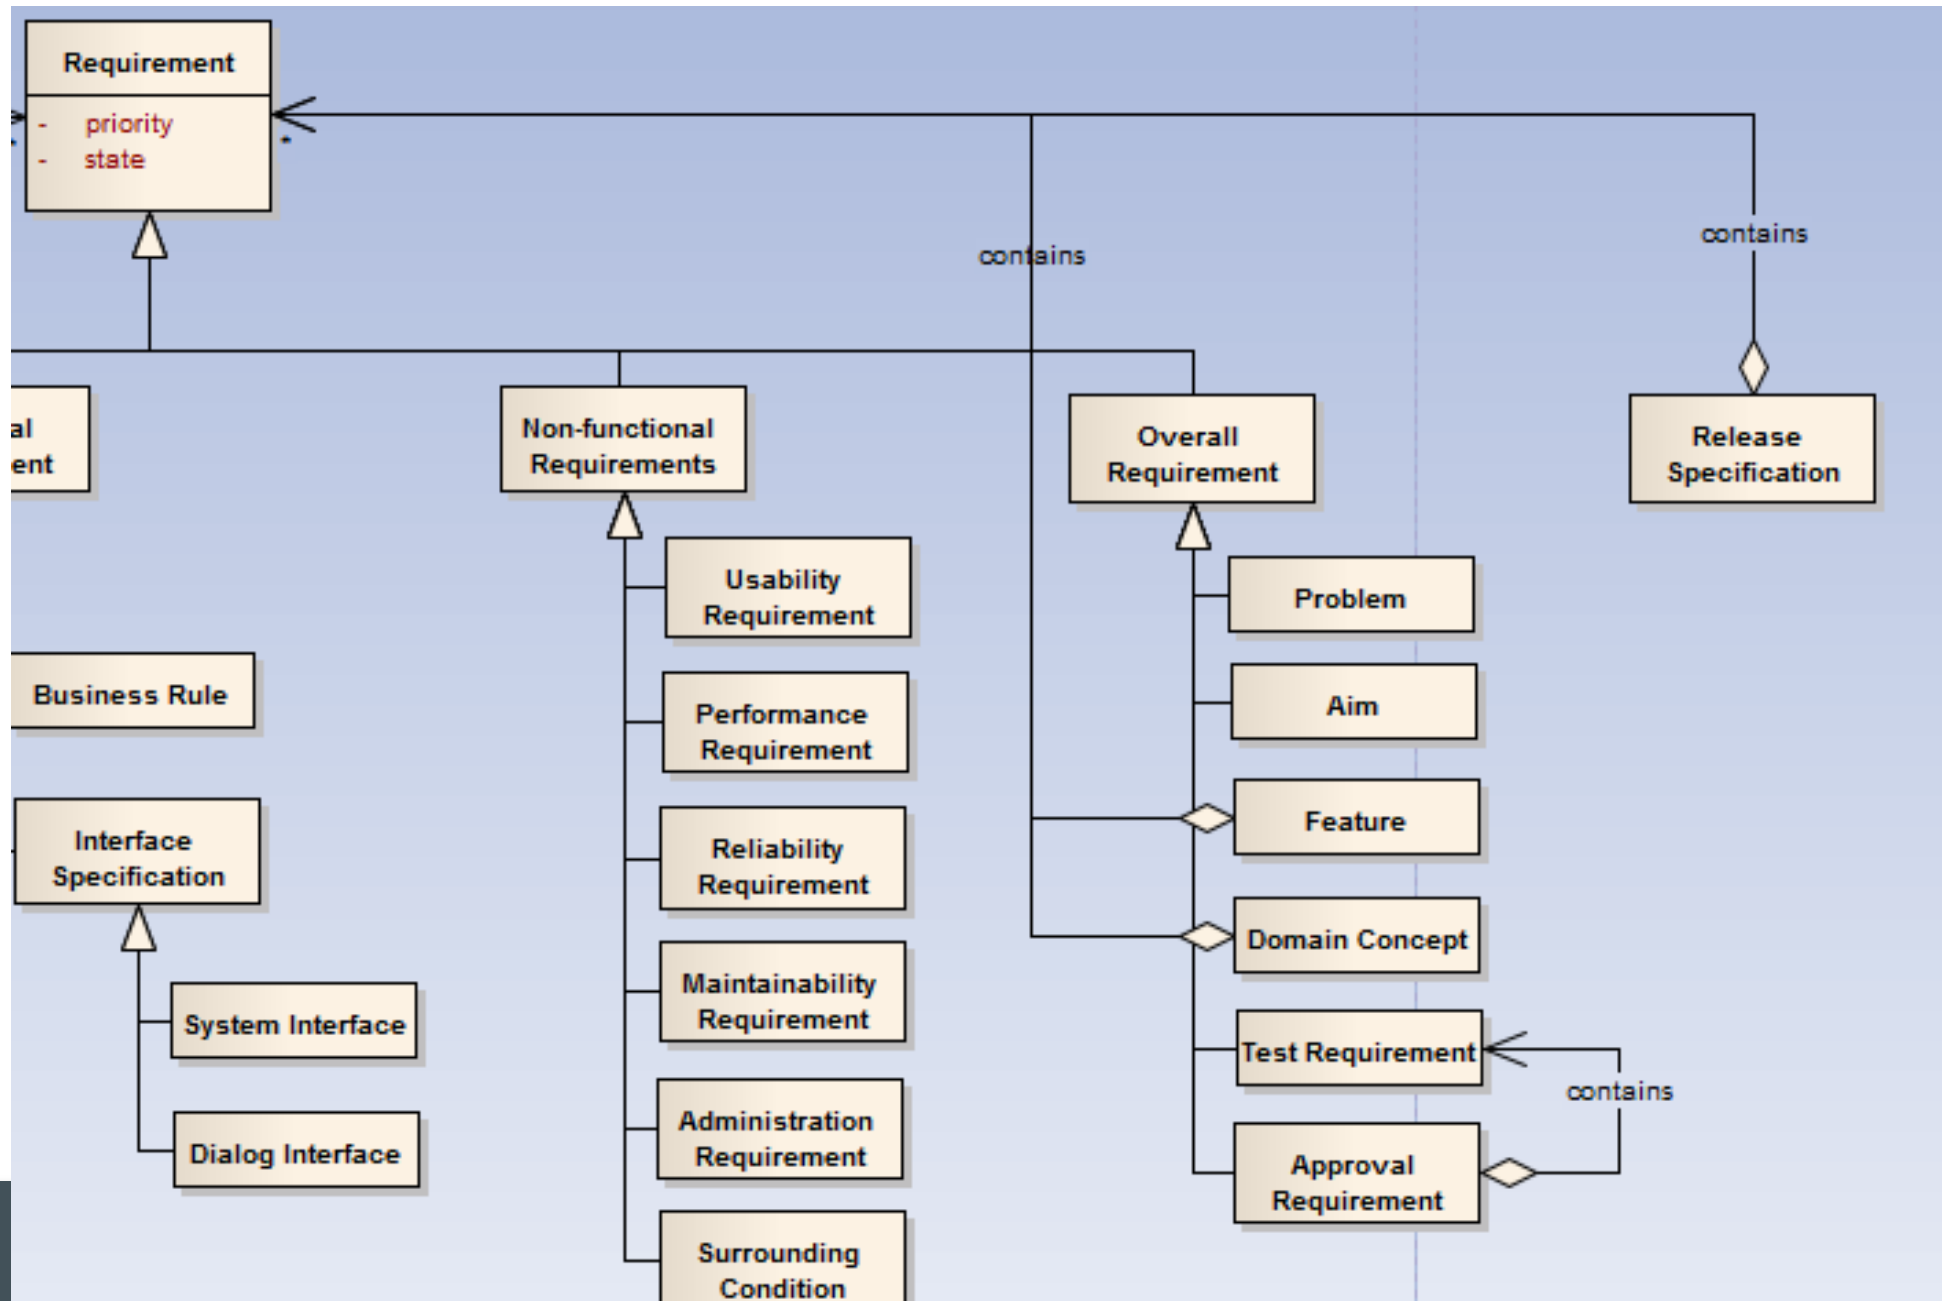 Requirement
- priority
- state
*
*
contains
contains
al
ent
Non-functional
Requirements
Overall
Requirement
Release
Specification
Usability
Requirement
Problem
Business Rule
Performance
Requirement
Aim
Interface
Specification
Reliability
Requirement
Feature
Maintainability
Requirement
Domain Concept
System Interface
Test Requirement
contains
Administration
Requirement
Dialog Interface
Approval
Requirement
Surrounding
Condition